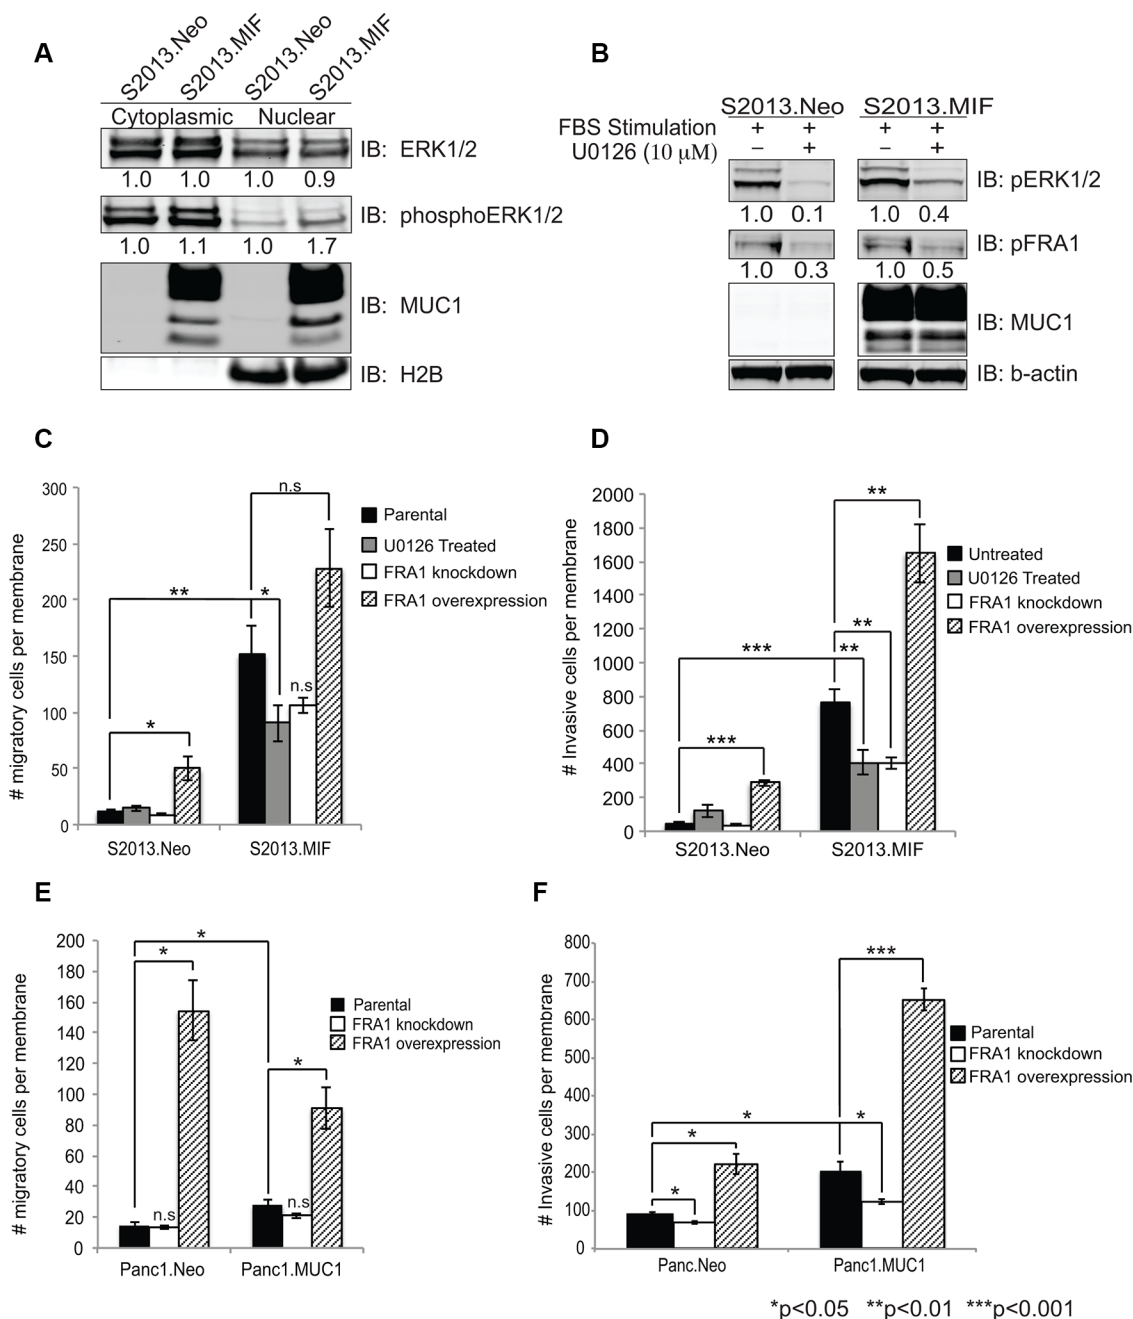 A
S2013.Neo
S2013.MIF
S2013.Neo
S2013.MIF
Cytoplasmic Nuclear
IB: ERK1/2
1.0 1.0 1.0 0.9
IB: phosphoERK1/2
1.0 1.1 1.0 1.7
IB: MUC1
IB: H2B
B
S2013.Neo S2013.MIF
FBS Stimulation + + + +
U0126 (10 µM) – + – +
IB: pERK1/2
1.0 0.1 1.0 0.4
IB: pFRA1
1.0 0.3 1.0 0.5
IB: MUC1
IB: b-actin
C
# migratory cells per membrane
300
250
200
150
100
50
0
*
**
*
n.s
n.s
Parental
U0126 Treated
FRA1 knockdown
FRA1 overexpression
S2013.Neo S2013.MIF
D
# Invasive cells per membrane
2000
1800
1600
1400
1200
1000
800
600
400
200
0
***
***
**
**
**
Untreated
U0126 Treated
FRA1 knockdown
FRA1 overexpression
S2013.Neo S2013.MIF
E
# migratory cells per membrane
200
180
160
140
120
100
80
60
40
20
0
*
*
*
n.s
n.s
Parental
FRA1 knockdown
FRA1 overexpression
Panc1.Neo Panc1.MUC1
F
# Invasive cells per membrane
800
700
600
500
400
300
200
100
0
***
*
*
*
*
Parental
FRA1 knockdown
FRA1 overexpression
Panc.Neo Panc1.MUC1
*p<0.05 **p<0.01 ***p<0.001